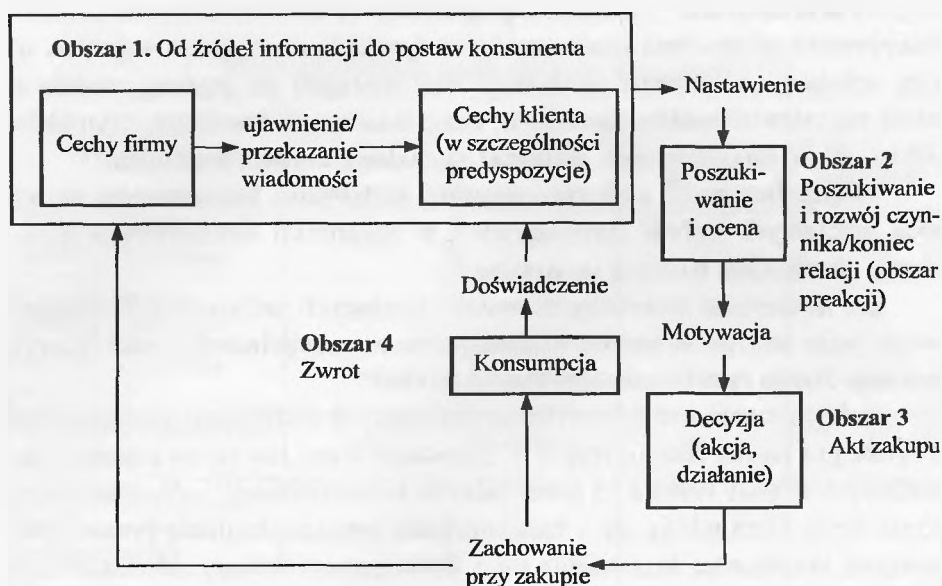 Obszar 1. Od źródeł informacji do postaw konsumenta
Cechy firmy
ujawnienie/
przekazanie
wiadomości
Cechy klienta
(w szczególności
predyspozycje)
Nastawienie
Poszuki-
wanie
i ocena
Obszar 2
Poszukiwanie
i rozwój czyn-
nika/koniec
relacji (obszar
preakcji)
Motywacja
Decyzja
(akcja,
działanie)
Obszar 3
Akt zakupu
Doświadczenie
Obszar 4
Zwrot
Konsumpcja
Zachowanie
przy zakupie